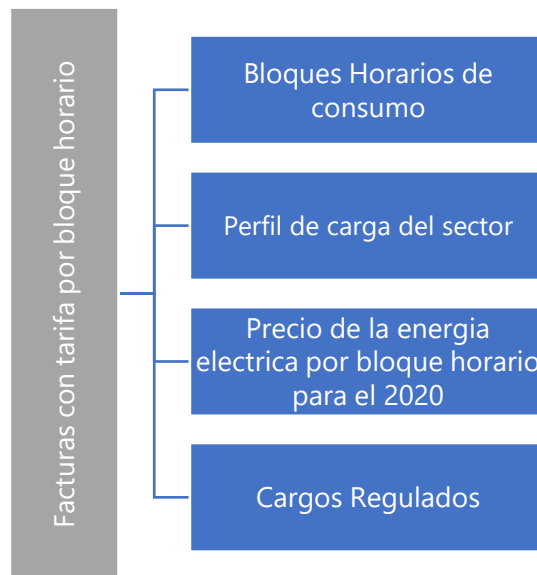 Facturas con tarifa por bloque horario
Bloques Horarios de
consumo
Perfil de carga del sector
Precio de la energia
electrica por bloque horario
para el 2020
Cargos Regulados